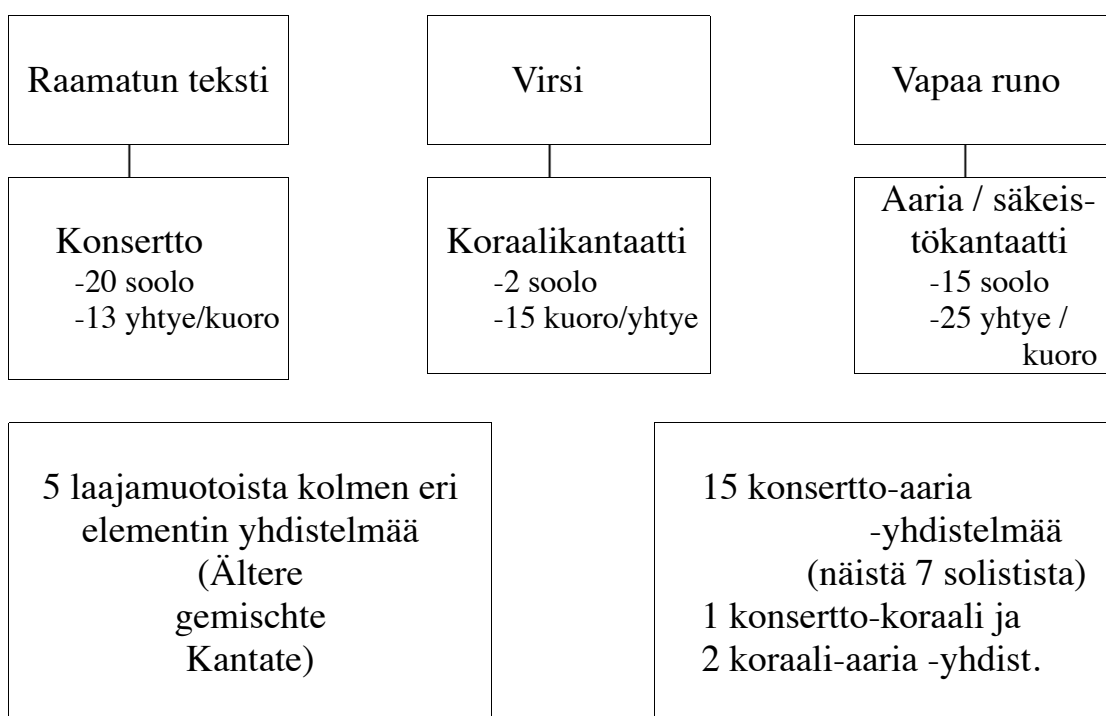 Raamatun teksti
Virsi
Vapaa runo
Konsertto
-20 soolo
-13 yhtye/kuoro
Koraalikantaatti
-2 soolo
-15 kuoro/yhtye
Aaria / säkeis-
tökantaatti
-15 soolo
-25 yhtye /
kuoro
5 laajamuotoista kolmen eri
elementin yhdistelmää
(Ältere
gemischte
Kantate)
15 konsertto-aaria
-yhdistelmää
(näistä 7 solistista)
1 konsertto-koraali ja
2 koraali-aaria -yhdist.